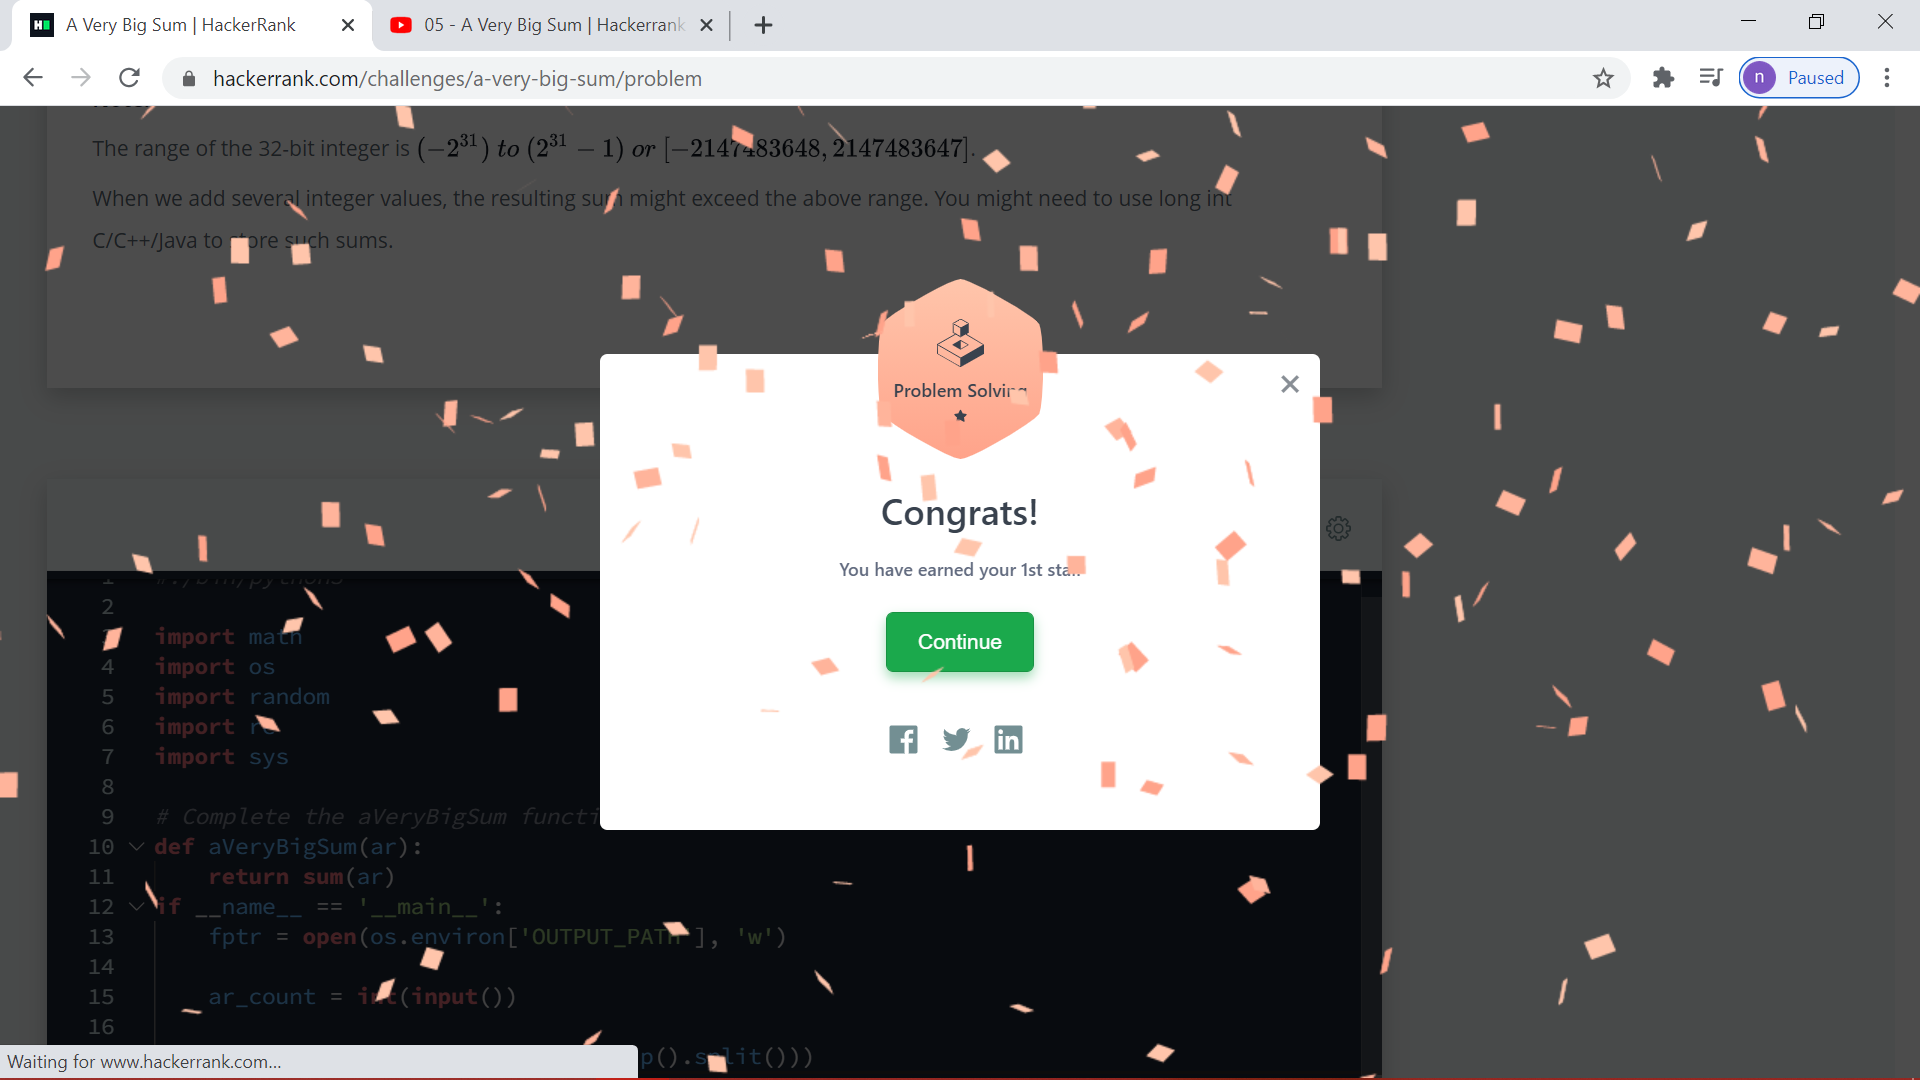 A Very Big Sum | HackerRank
05 - A Very Big Sum | Hackerrank
hackerrank.com/challenges/a-very-big-sum/problem
n Paused
The range of the 32-bit integer is (−2^31) to (2^31 − 1) or [−2147483648, 2147483647].
When we add several integer values, the resulting sum might exceed the above range. You might need to use long int
C/C++/Java to store such sums.
Problem Solving
Congrats!
You have earned your 1st star.
Continue
1 #!/bin/python3
2
3 import math
4 import os
5 import random
6 import re
7 import sys
8
9 # Complete the aVeryBigSum functi
10 def aVeryBigSum(ar):
11 return sum(ar)
12 if __name__ == '__main__':
13 fptr = open(os.environ['OUTPUT_PATH'], 'w')
14
15 ar_count = int(input())
16
p().split()))
Waiting for www.hackerrank.com...